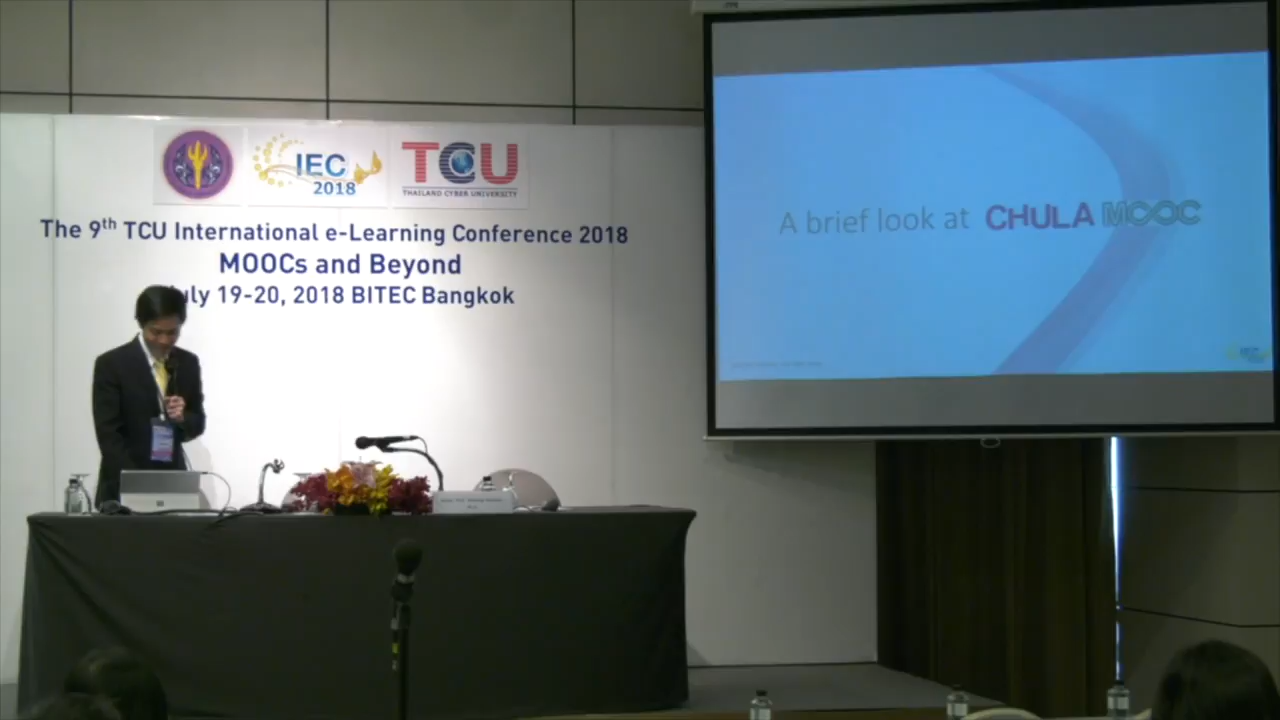 IEC
2018
TCU
THAILAND CYBER UNIVERSITY
The 9th TCU International e-Learning Conference 2018
MOOCs and Beyond
uly 19-20, 2018 BITEC Bangkok
A brief look at CHULA MOOC